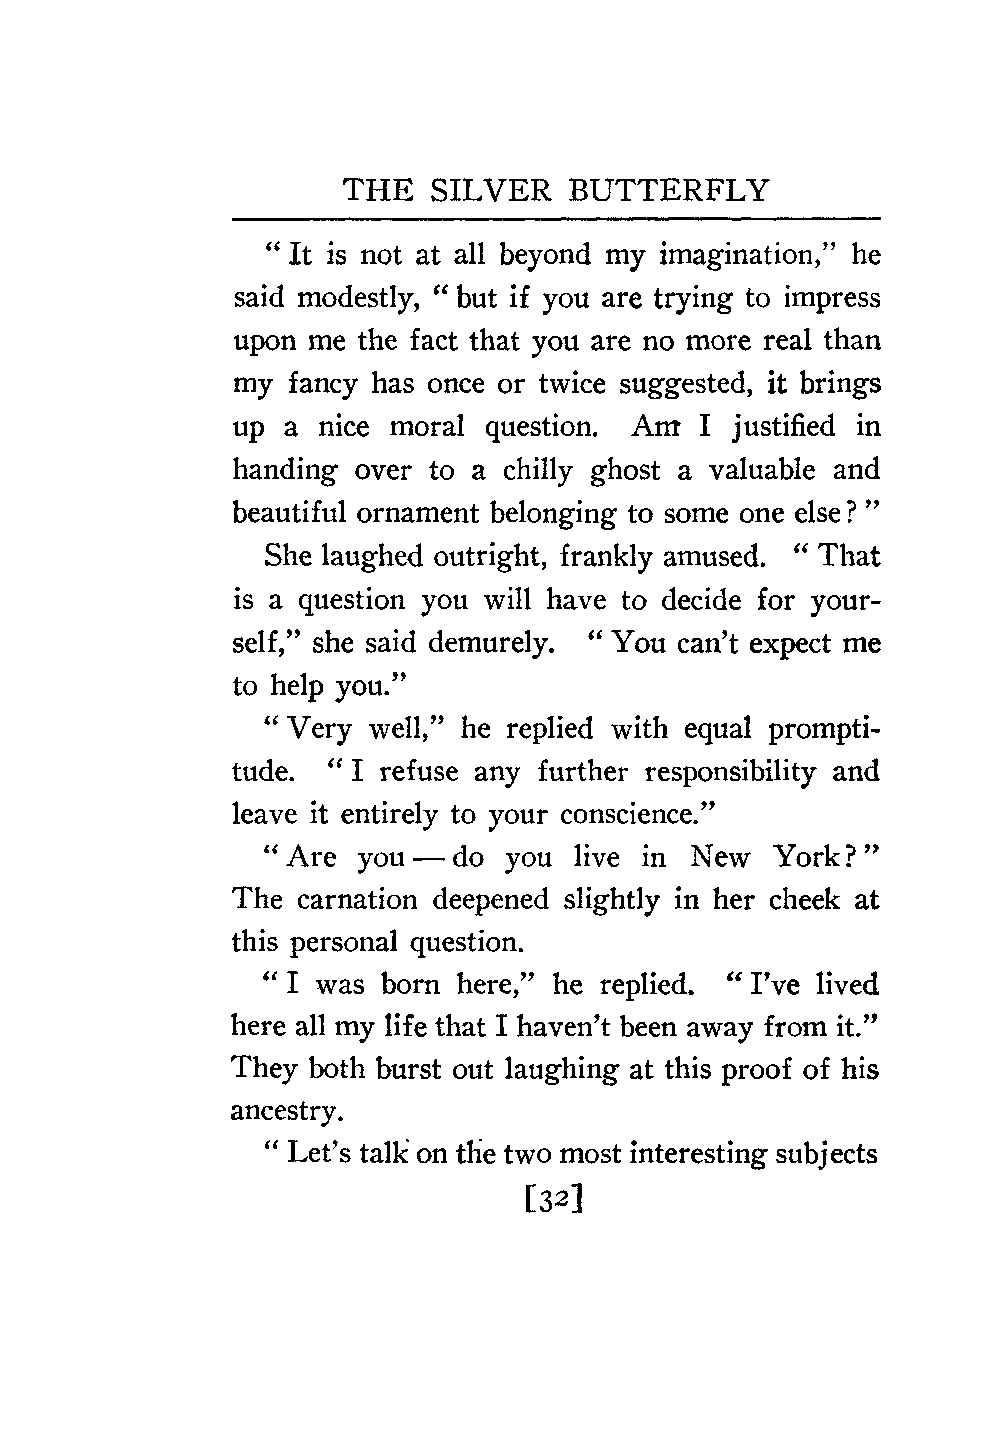 THE SILVER BUTTERFLY
“ It is not at all beyond my imagination,” he
said modestly, “ but if you are trying to impress
upon me the fact that you are no more real than
my fancy has once or twice suggested, it brings
up a nice moral question. Am I justified in
handing over to a chilly ghost a valuable and
beautiful ornament belonging to some one else? ”
She laughed outright, frankly amused. “ That
is a question you will have to decide for your-
self,” she said demurely. “ You can’t expect me
to help you.”
“ Very well,” he replied with equal prompti-
tude. “ I refuse any further responsibility and
leave it entirely to your conscience.”
“ Are you — do you live in New York? ”
The carnation deepened slightly in her cheek at
this personal question.
“ I was born here,” he replied. “ I’ve lived
here all my life that I haven’t been away from it.”
They both burst out laughing at this proof of his
ancestry.
“ Let’s talk on the two most interesting subjects
[32]